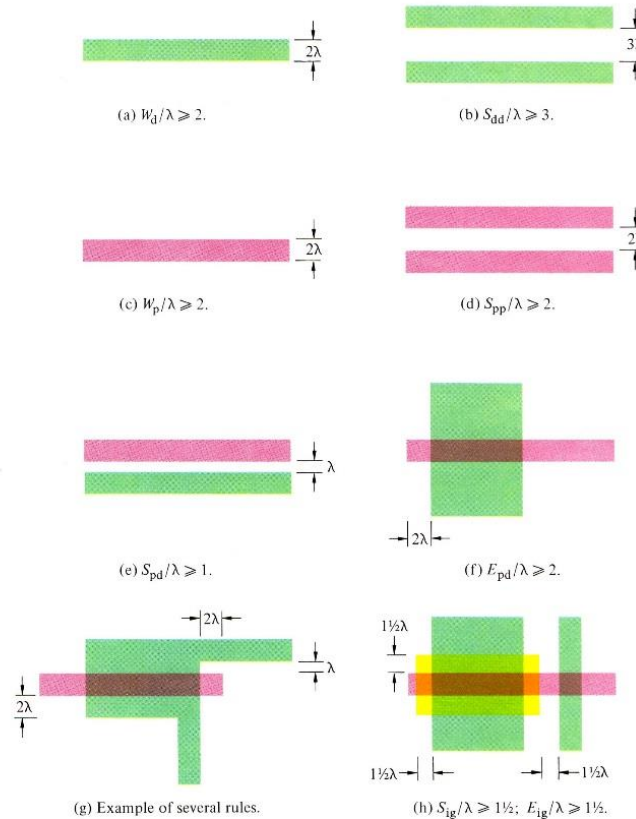 2λ
3λ
(a) W_d/λ ⩾ 2.
(b) S_dd/λ ⩾ 3.
2λ
2
(c) W_p/λ ⩾ 2.
(d) S_pp/λ ⩾ 2.
λ
2λ
(e) S_pd/λ ⩾ 1.
(f) E_pd/λ ⩾ 2.
2λ
λ
2λ
1½λ
1½λ
1½λ
(g) Example of several rules.
(h) S_ig/λ ⩾ 1½; E_ig/λ ⩾ 1½.